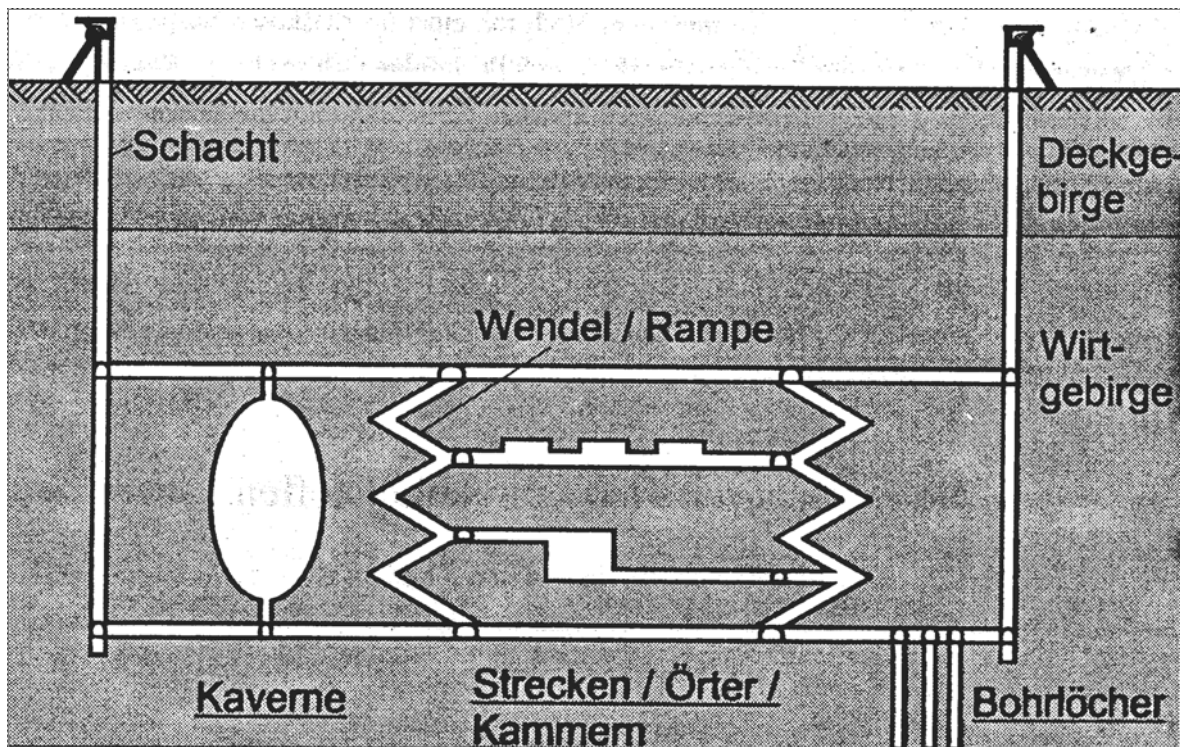 Schacht
Deckge-
birge
Wendel / Rampe
Wirt-
gebirge
Kaverne
Strecken / Örter /
Kammern
Bohrlöcher